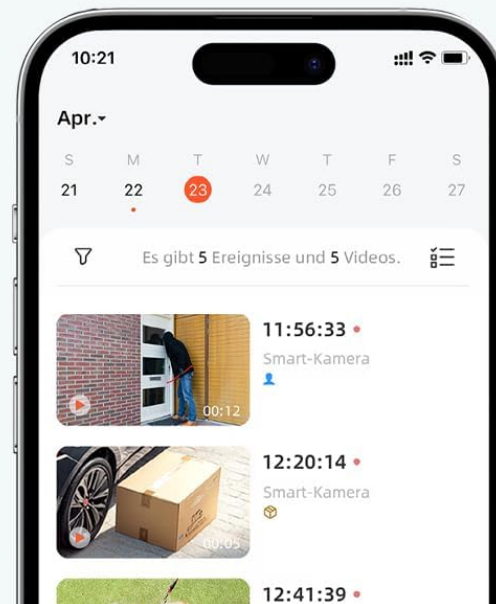 10:21
Apr.
S M T W T F S
21 22 23 24 25 26 27
Es gibt 5 Ereignisse und 5 Videos.
11:56:33
Smart-Kamera
00:12
12:20:14
Smart-Kamera
00:05
12:41:39